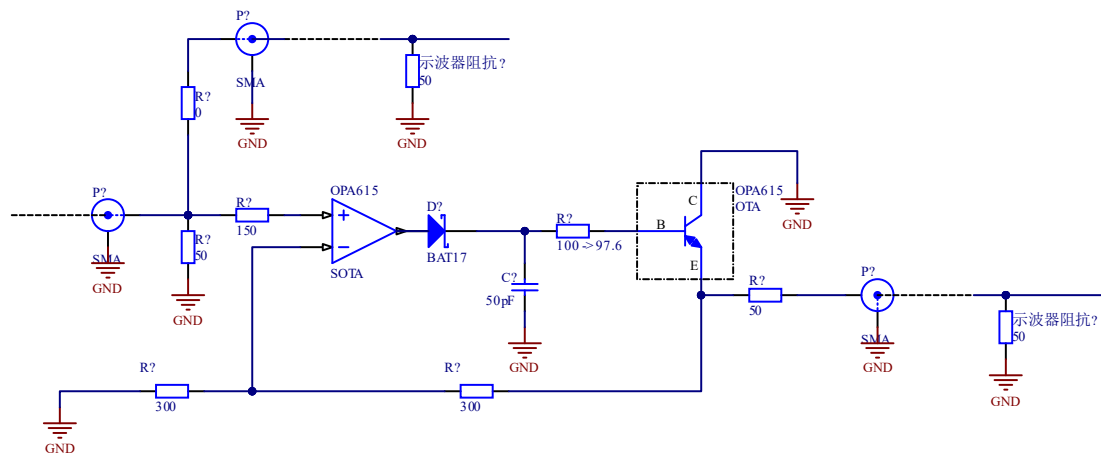 P?
SMA
GND
示波器阻抗?
50
GND
R?
0
P?
SMA
GND
R?
50
GND
R?
150
OPA615
+
−
SOTA
D?
BAT17
C?
50pF
GND
R?
100->97.6
OPA615
OTA
C
B
E
GND
R?
50
P?
SMA
GND
示波器阻抗?
50
GND
R?
300
R?
300
GND